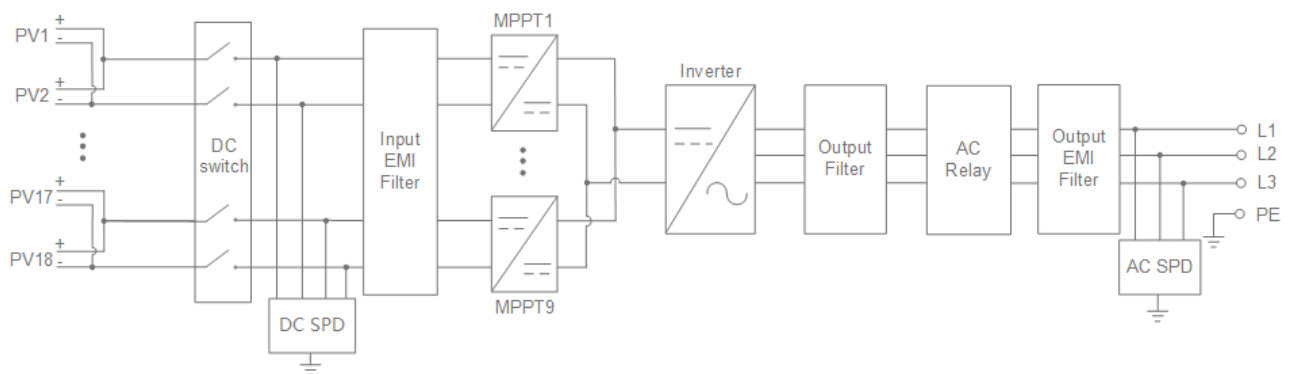 PV1
+
-
PV2
+
-
PV17
+
-
PV18
+
-
DC
switch
DC SPD
Input
EMI
Filter
MPPT1
MPPT9
Inverter
Output
Filter
AC
Relay
Output
EMI
Filter
L1
L2
L3
PE
AC SPD